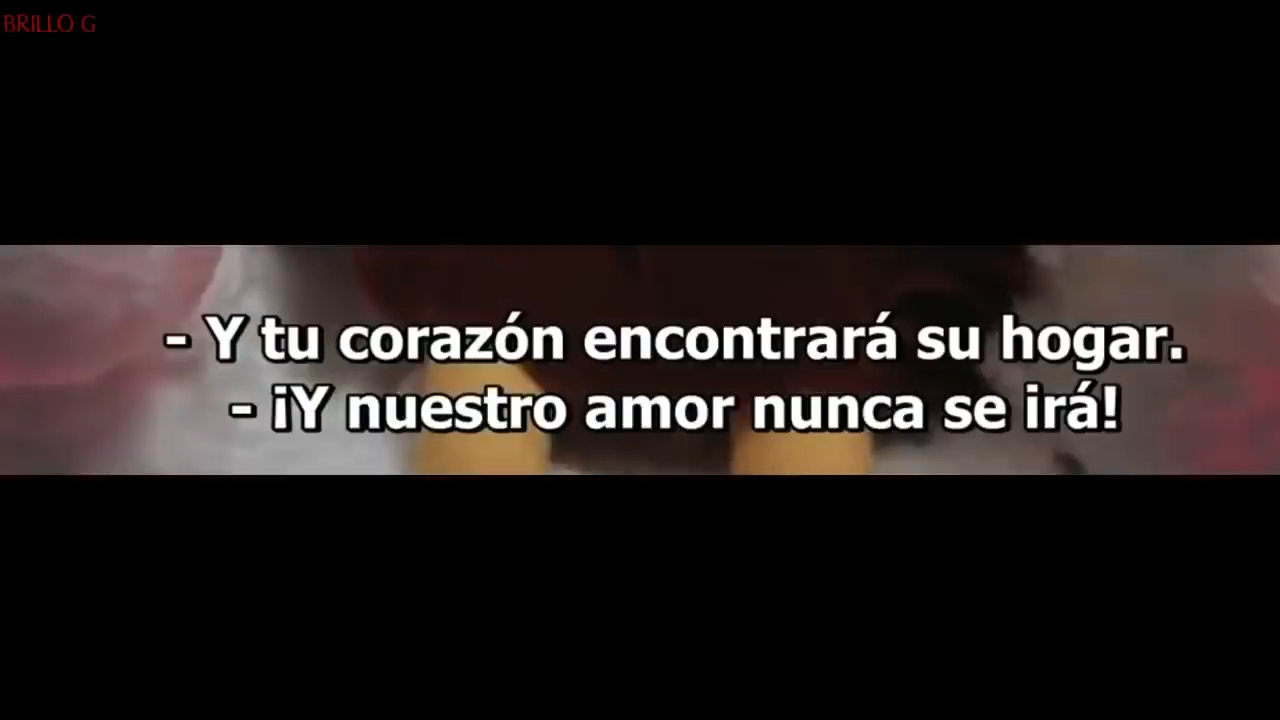 BRILLO G
- Y tu corazón encontrará su hogar.
- ¡Y nuestro amor nunca se irá!